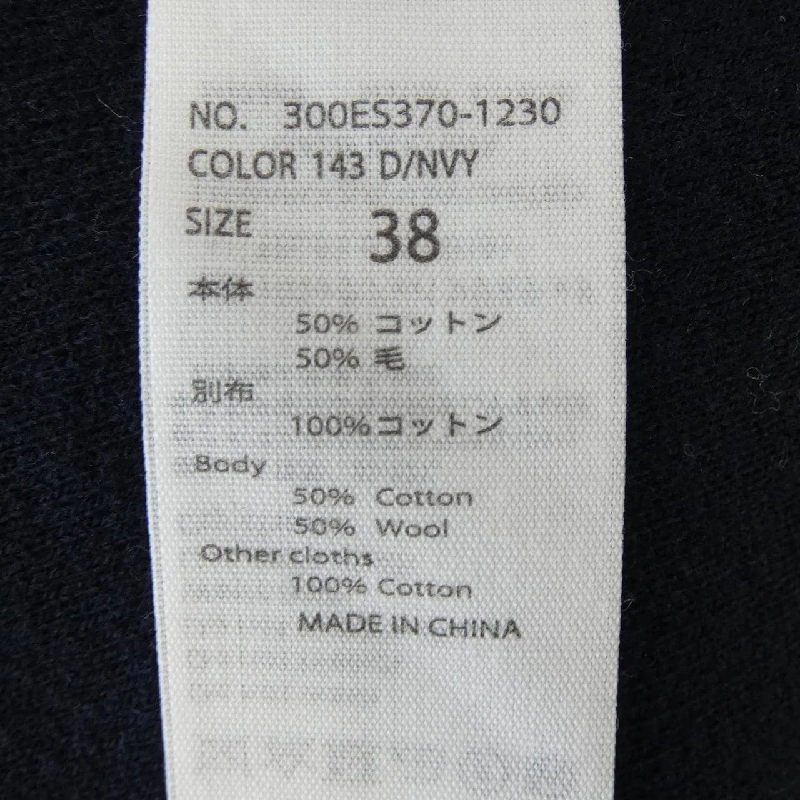 NO. 300ES370-1230
COLOR 143 D/NVY
SIZE 38
本体
50% コットン
50% 毛
別布
100%コットン
Body
50% Cotton
50% Wool
Other cloths
100% Cotton
MADE IN CHINA